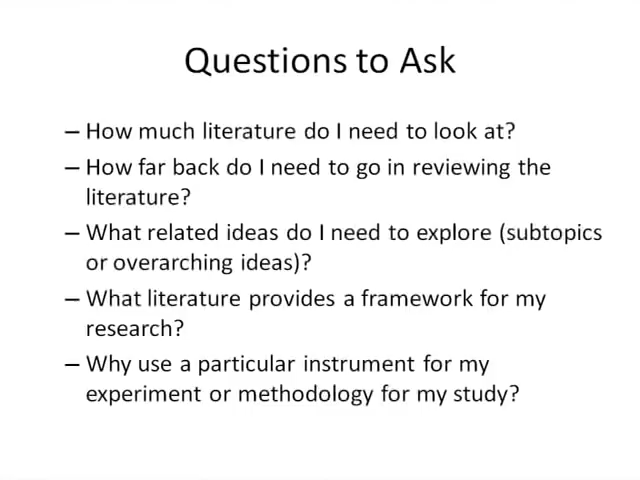 Questions to Ask
– How much literature do I need to look at?
– How far back do I need to go in reviewing the
literature?
– What related ideas do I need to explore (subtopics
or overarching ideas)?
– What literature provides a framework for my
research?
– Why use a particular instrument for my
experiment or methodology for my study?